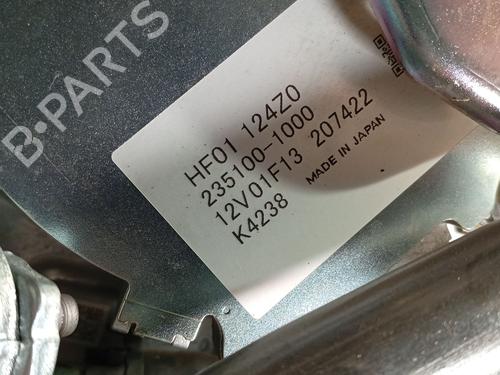 B-PARTS
HF01 124Z0
235100-1000
12V01F13 207422
K4238 MADE IN JAPAN